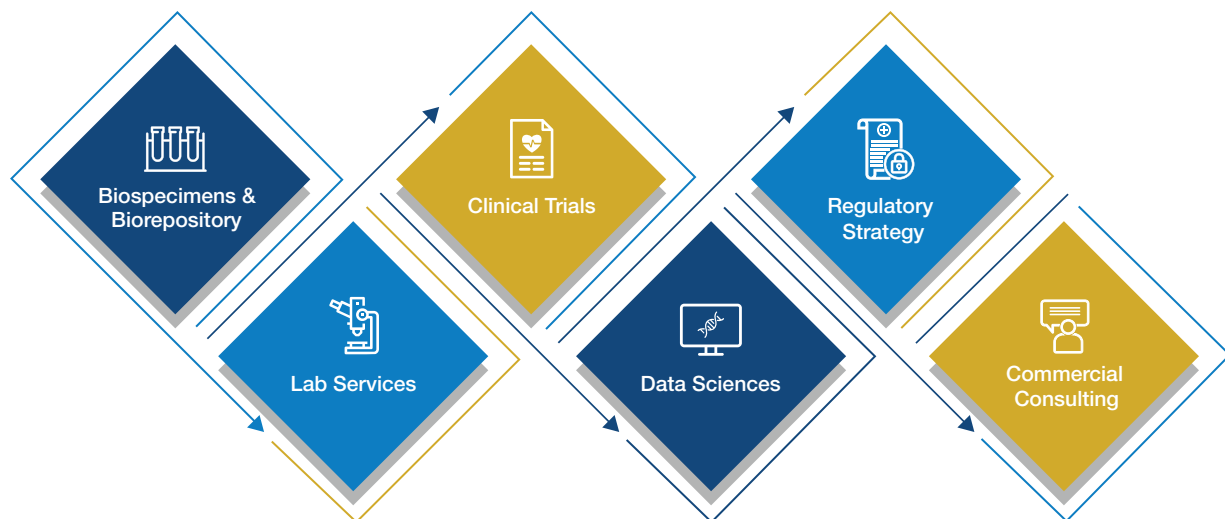 Biospecimens &
Biorepository
Lab Services
Clinical Trials
Data Sciences
Regulatory
Strategy
Commercial
Consulting